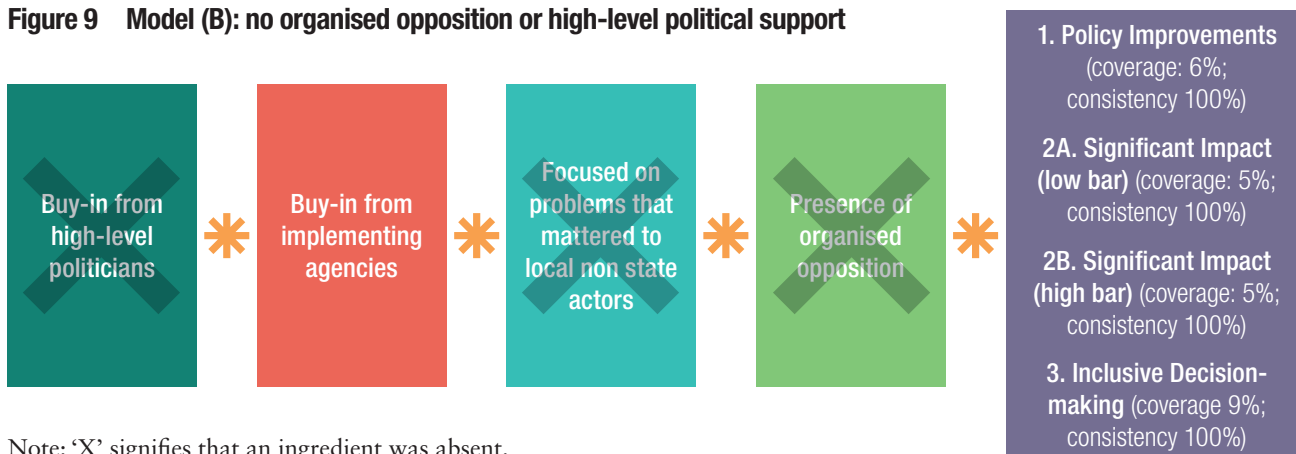 Figure 9 Model (B): no organised opposition or high-level political support
Buy-in from
high-level
politicians
Buy-in from
implementing
agencies
Focused on
problems that
mattered to
local non state
actors
Presence of
organised
opposition
1. Policy Improvements
(coverage: 6%;
consistency 100%)
2A. Significant Impact
(low bar) (coverage: 5%;
consistency 100%)
2B. Significant Impact
(high bar) (coverage: 5%;
consistency 100%)
3. Inclusive Decision-
making (coverage 9%;
consistency 100%)
Note: ‘X’ signifies that an ingredient was absent.